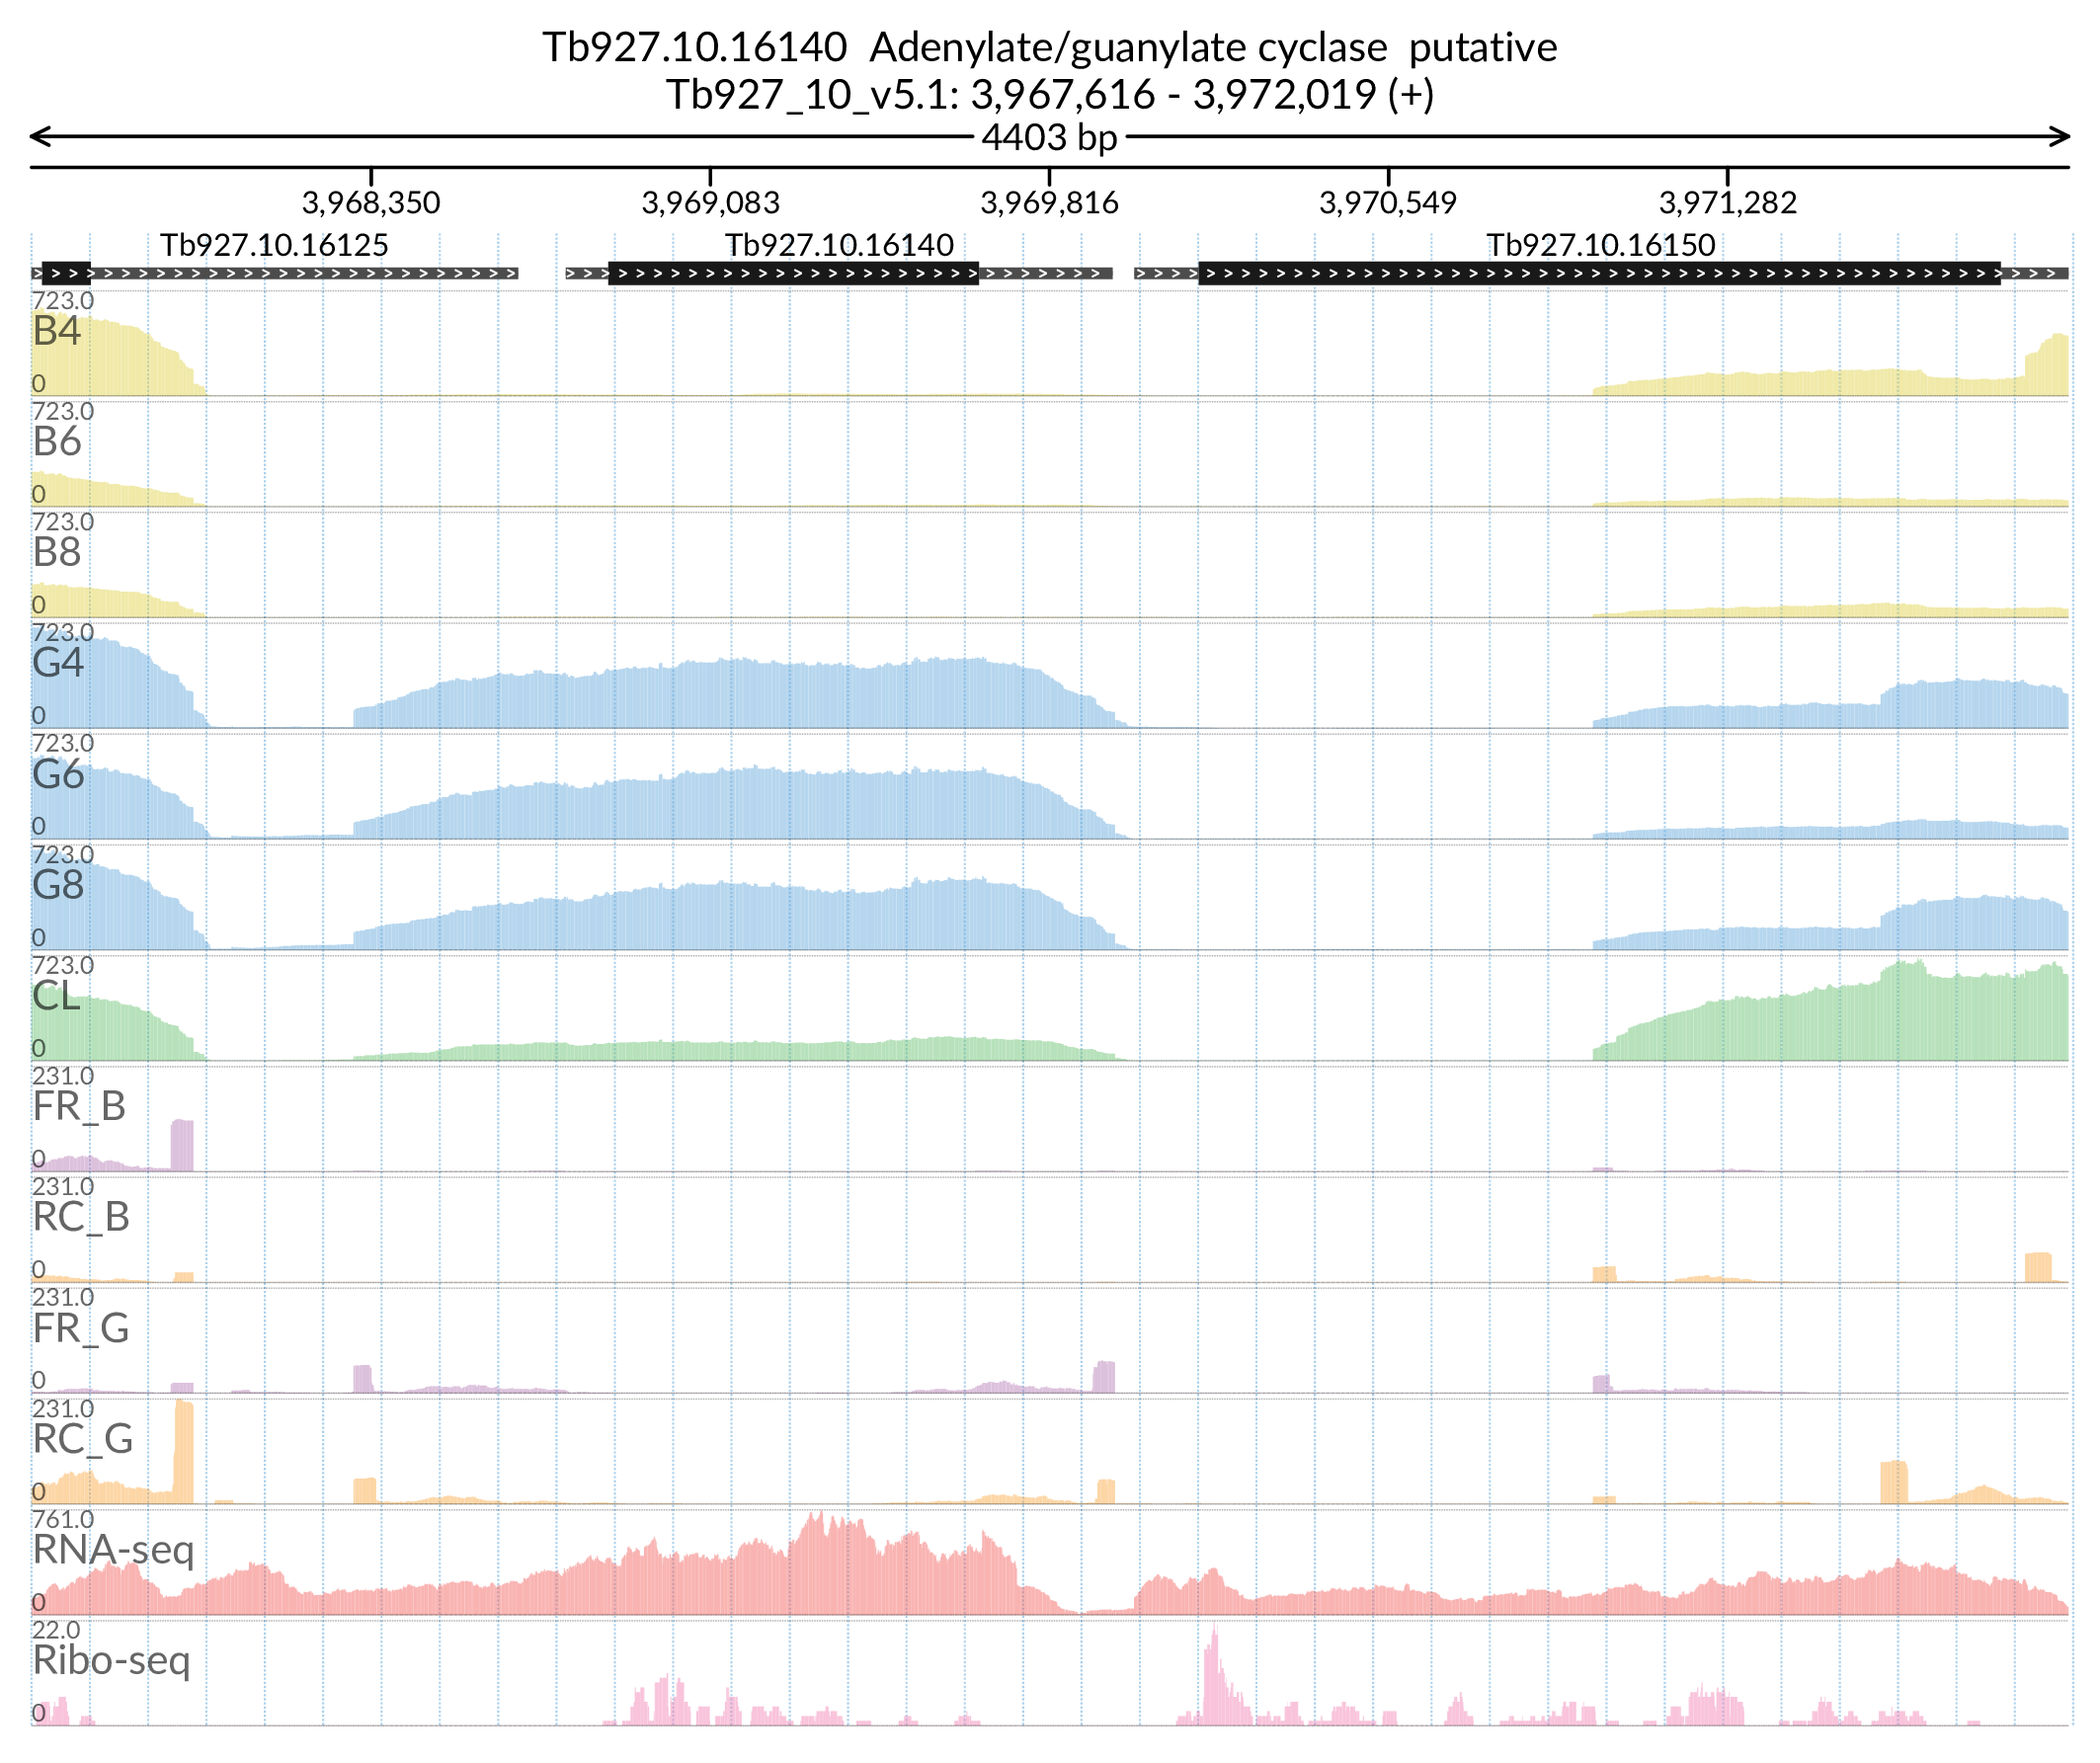 Tb927.10.16140 Adenylate/guanylate cyclase putative
Tb927_10_v5.1: 3,967,616 - 3,972,019 (+)
4403 bp
3,968,350 3,969,083 3,969,816 3,970,549 3,971,282
Tb927.10.16125 Tb927.10.16140 Tb927.10.16150
723.0
B4
0
723.0
B6
0
723.0
B8
0
723.0
G4
0
723.0
G6
0
723.0
G8
0
723.0
CL
0
231.0
FR_B
0
231.0
RC_B
0
231.0
FR_G
0
231.0
RC_G
0
761.0
RNA-seq
0
22.0
Ribo-seq
0